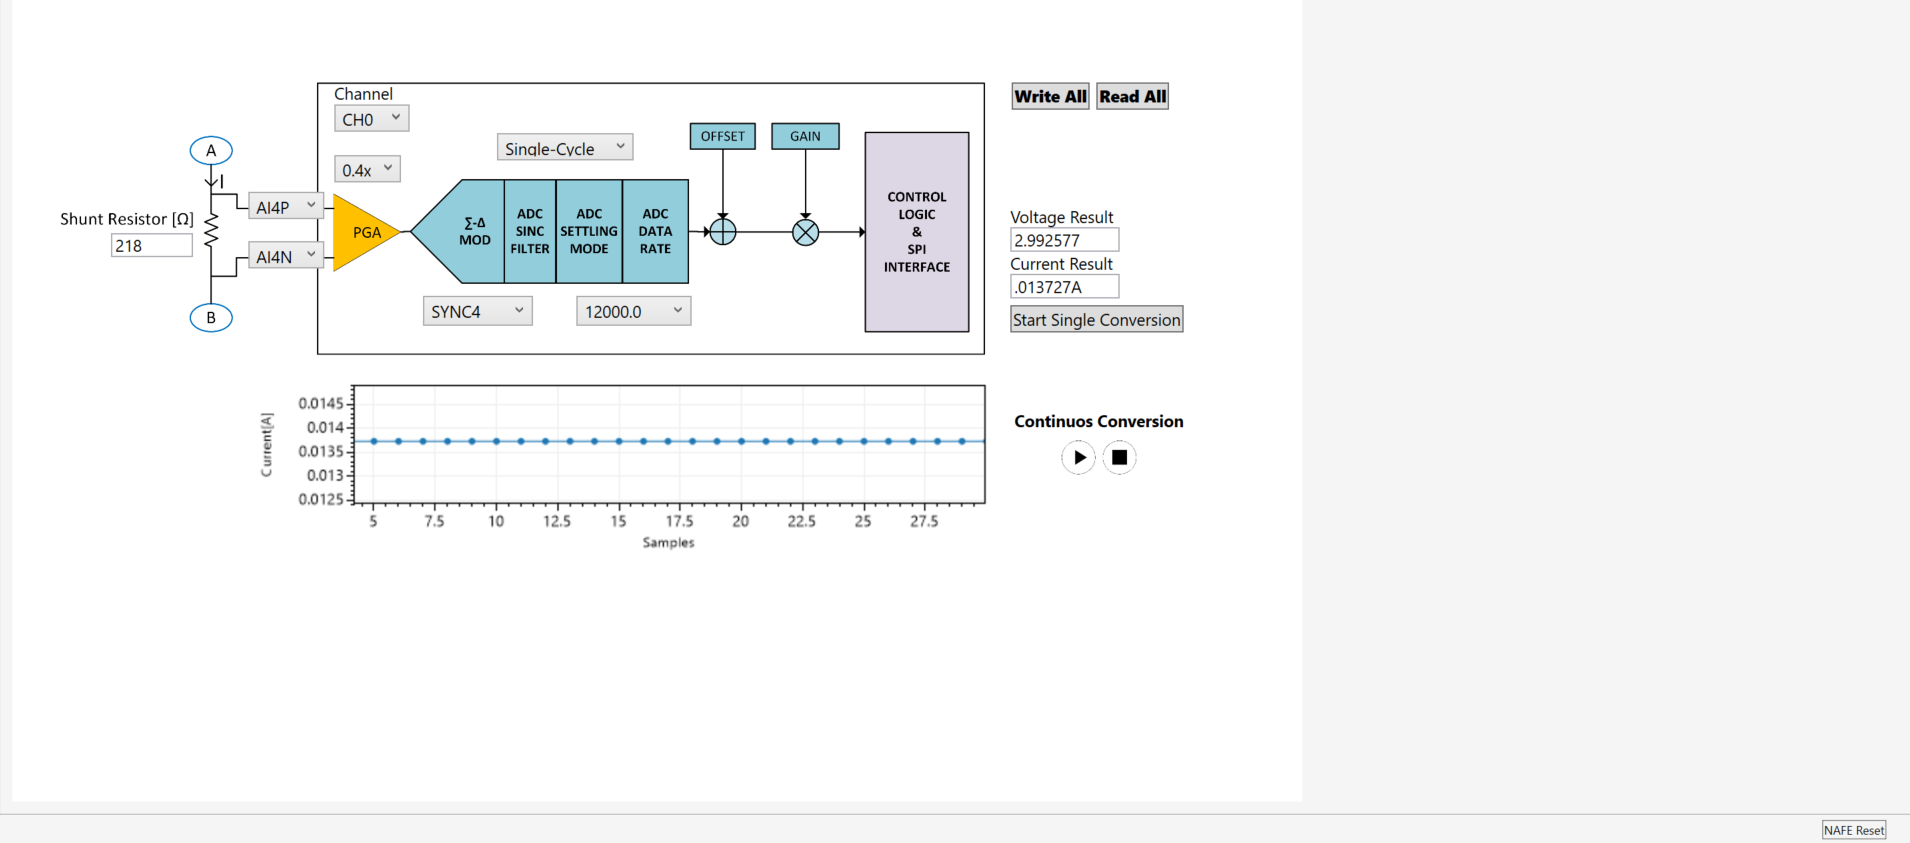 Channel
CH0
Write All
Read All
OFFSET
GAIN
A
Single-Cycle
I
0.4x
CONTROL
LOGIC
&
SPI
INTERFACE
AI4P
Shunt Resistor [Ω]
218
PGA
Σ-Δ
MOD
ADC
SINC
FILTER
ADC
SETTLING
MODE
ADC
DATA
RATE
AI4N
Voltage Result
2.992577
Current Result
.013727A
Start Single Conversion
B
SYNC4
12000.0
Current[A]
0.0145
0.014
0.0135
0.013
0.0125
5 7.5 10 12.5 15 17.5 20 22.5 25 27.5
Samples
Continuos Conversion
NAFE Reset